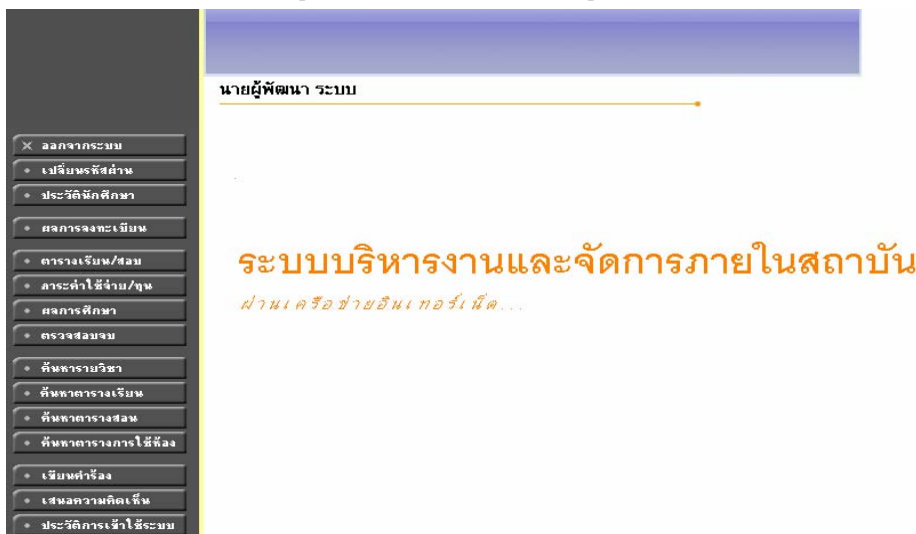 นายผู้พัฒนา ระบบ
ออกจากระบบ
เปลี่ยนรหัสผ่าน
ประวัตินักศึกษา
ผลการลงทะเบียน
ตารางเรียน/สอบ
ภาระค่าใช้จ่าย/ทุน
ผลการศึกษา
ตรวจสอบจบ
ค้นหารายวิชา
ค้นหาตารางเรียน
ค้นหาตารางสอน
ค้นหาตารางการใช้ห้อง
เขียนคำร้อง
เสนอความคิดเห็น
ประวัติการเข้าใช้ระบบ
ระบบบริหารงานและจัดการภายในสถาบัน
ผ่านเครือข่ายอินเทอร์เน็ต...